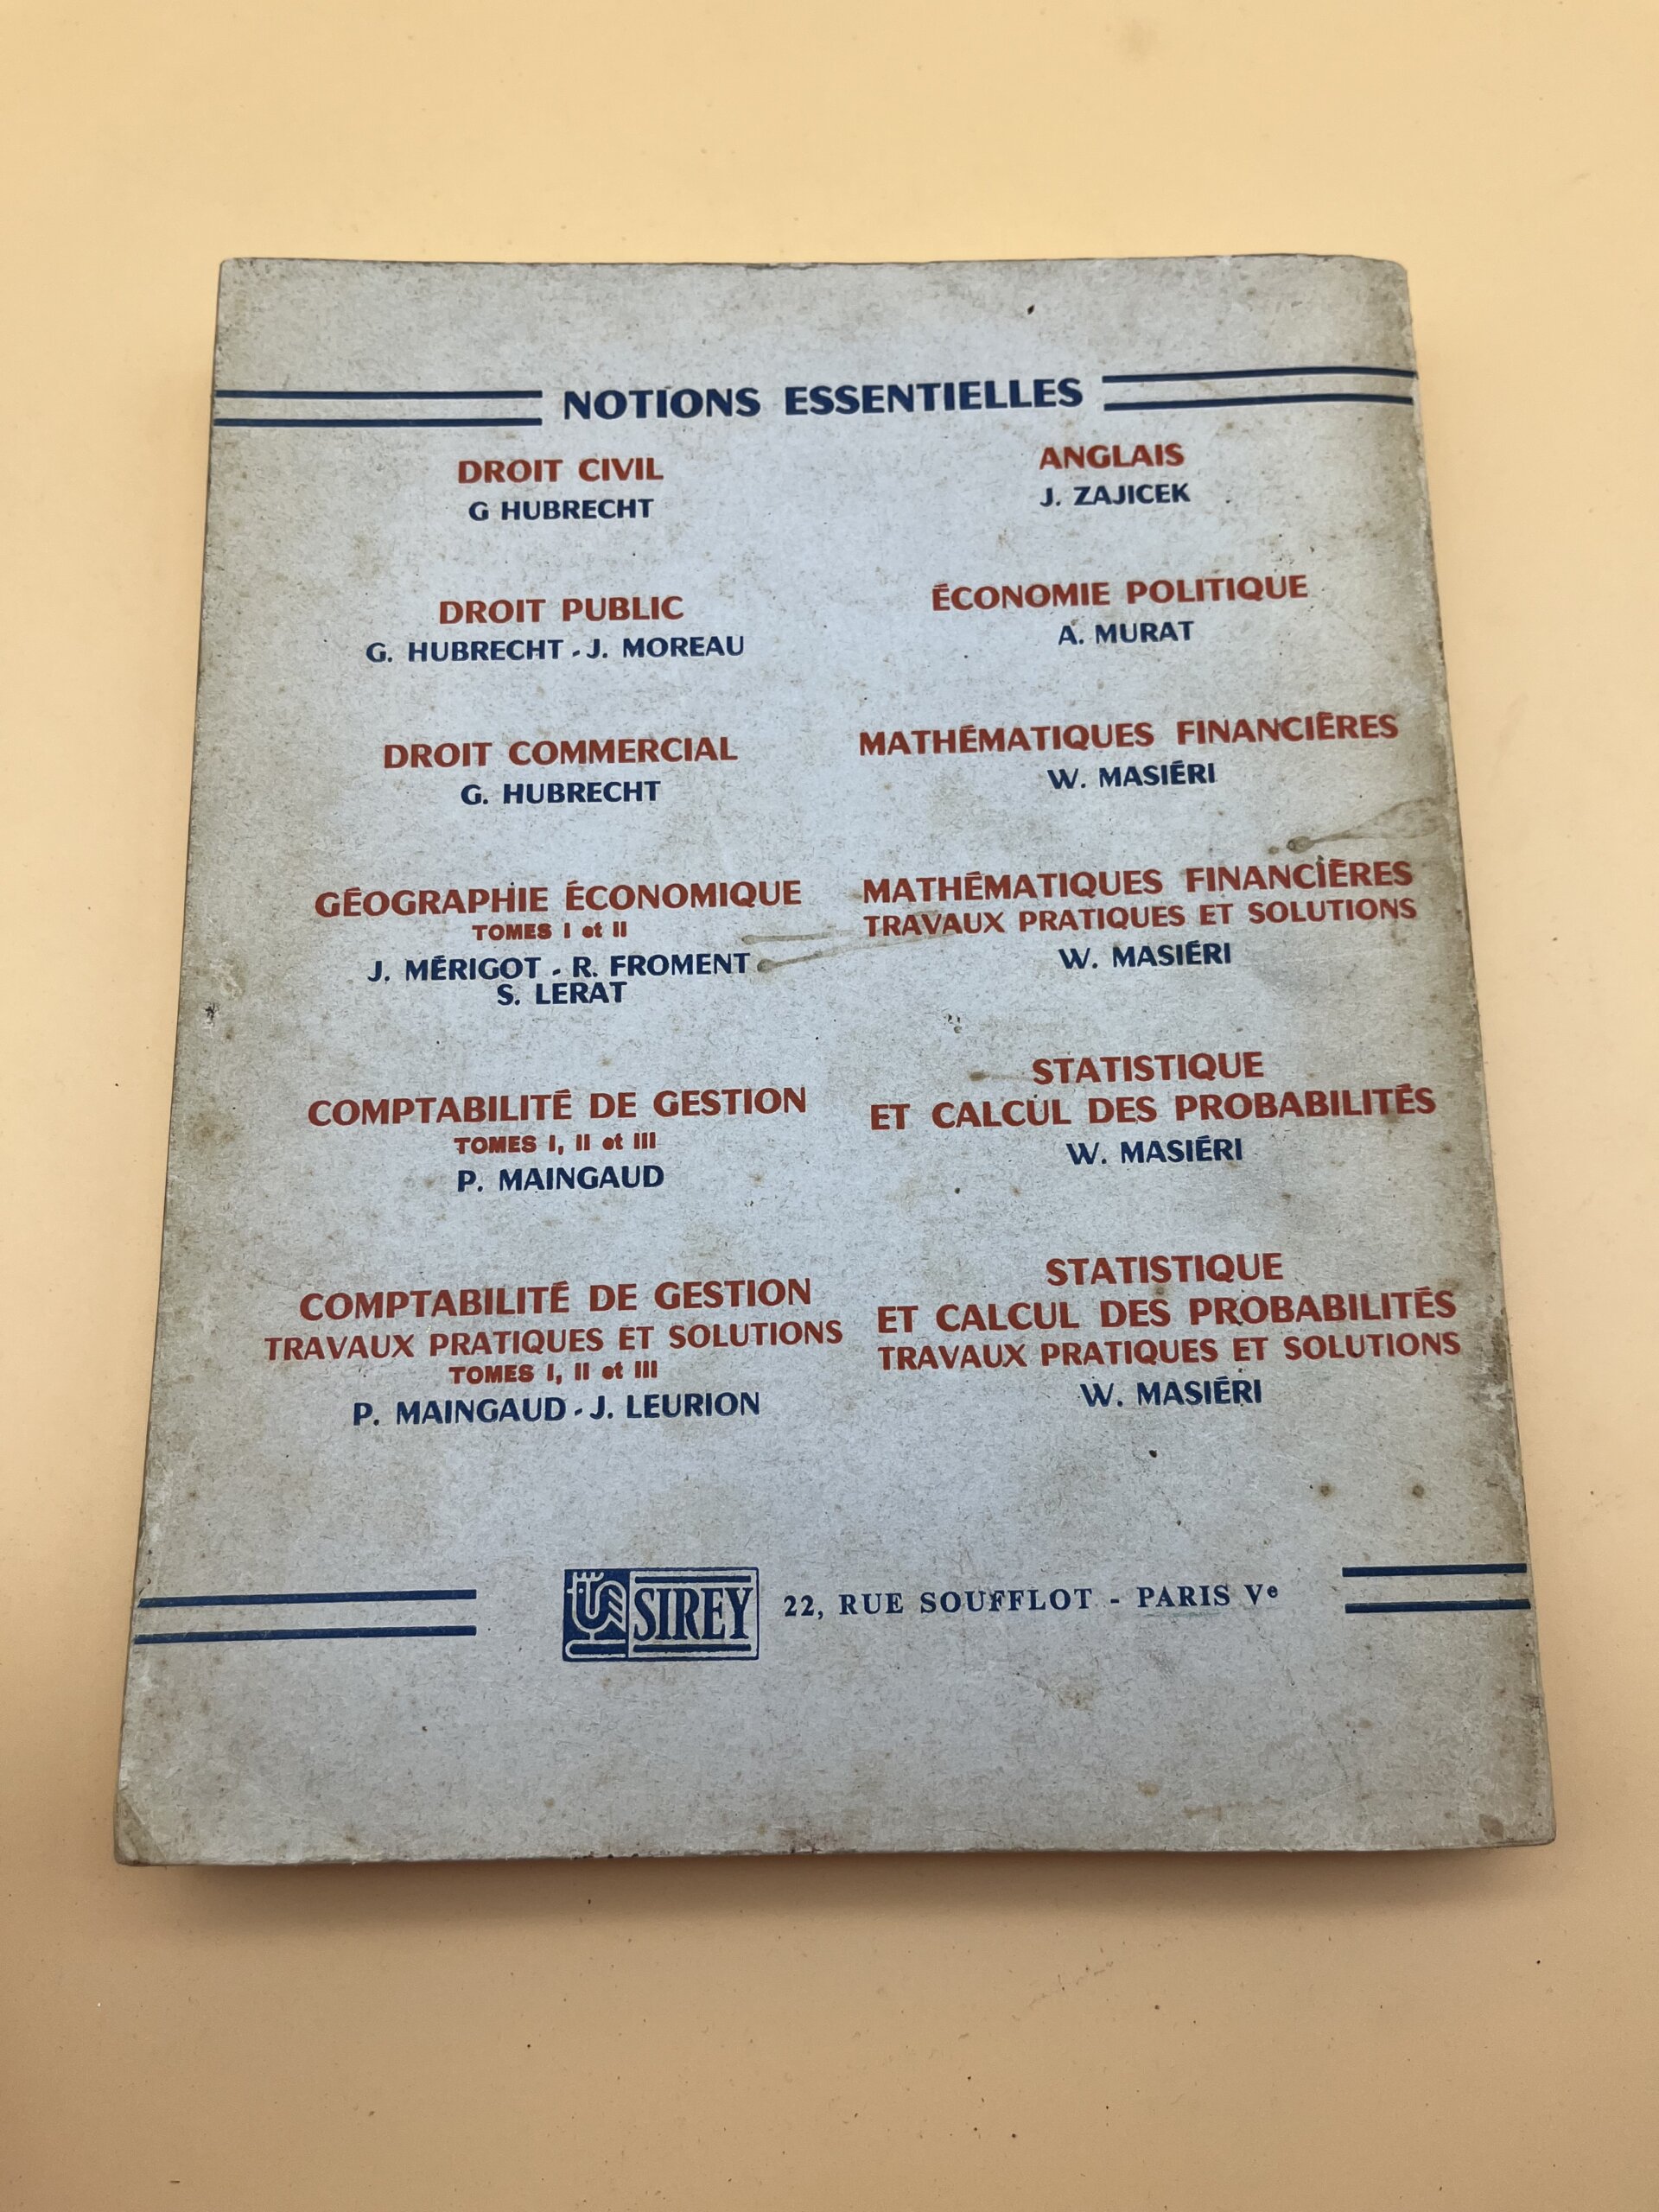 NOTIONS ESSENTIELLES
DROIT CIVIL
G HUBRECHT
DROIT PUBLIC
G. HUBRECHT - J. MOREAU
DROIT COMMERCIAL
G. HUBRECHT
GÉOGRAPHIE ÉCONOMIQUE
TOMES I et II
J. MÉRIGOT - R. FROMENT
S. LERAT
COMPTABILITÉ DE GESTION
TOMES I, II et III
P. MAINGAUD
COMPTABILITÉ DE GESTION
TRAVAUX PRATIQUES ET SOLUTIONS
TOMES I, II et III
P. MAINGAUD - J. LEURION
ANGLAIS
J. ZAJICEK
ÉCONOMIE POLITIQUE
A. MURAT
MATHÉMATIQUES FINANCIÈRES
W. MASIÉRI
MATHÉMATIQUES FINANCIÈRES
TRAVAUX PRATIQUES ET SOLUTIONS
W. MASIÉRI
STATISTIQUE
ET CALCUL DES PROBABILITÉS
W. MASIÉRI
STATISTIQUE
ET CALCUL DES PROBABILITÉS
TRAVAUX PRATIQUES ET SOLUTIONS
W. MASIÉRI
SIREY 22, RUE SOUFFLOT - PARIS Ve